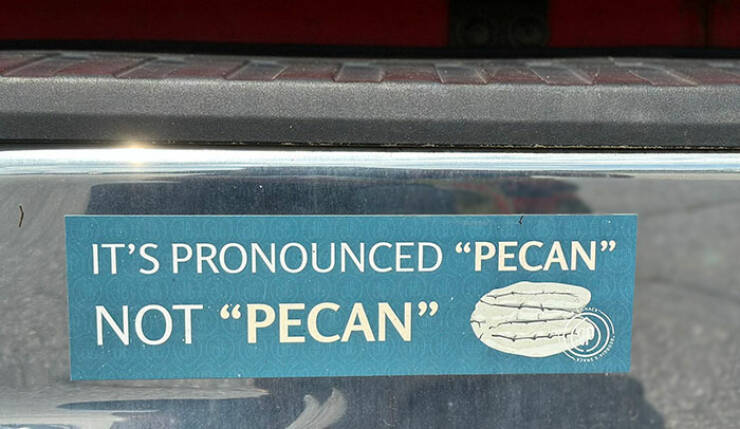 IT'S PRONOUNCED “PECAN”
NOT “PECAN”